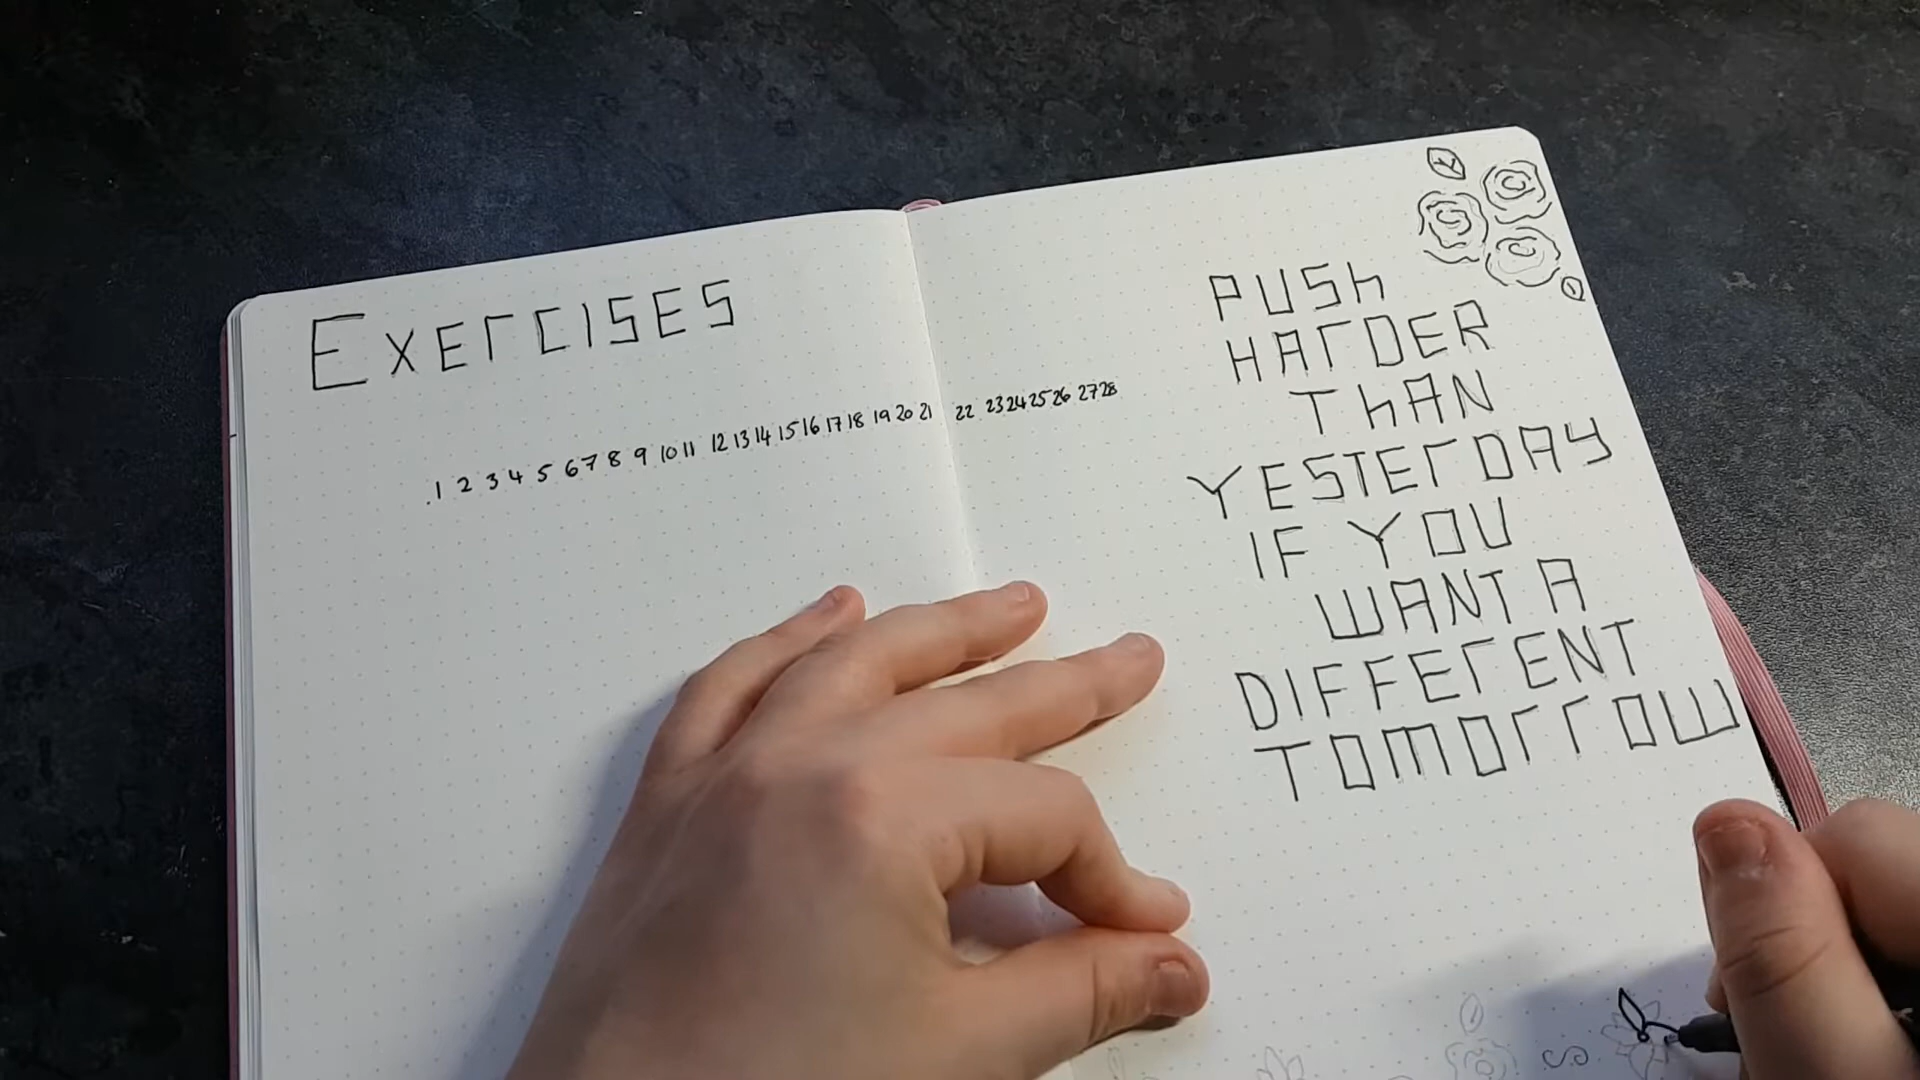 ExErCISES
1 2 3 4 5 6 7 8 9 10 11 12 13 14 15 16 17 18 19 20 21 22 23 24 25 26 27 28
PUSh
HArDER
ThAN
YESTErDAY
IF YOU
WANT A
DIFFErENT
TOmOrrOW